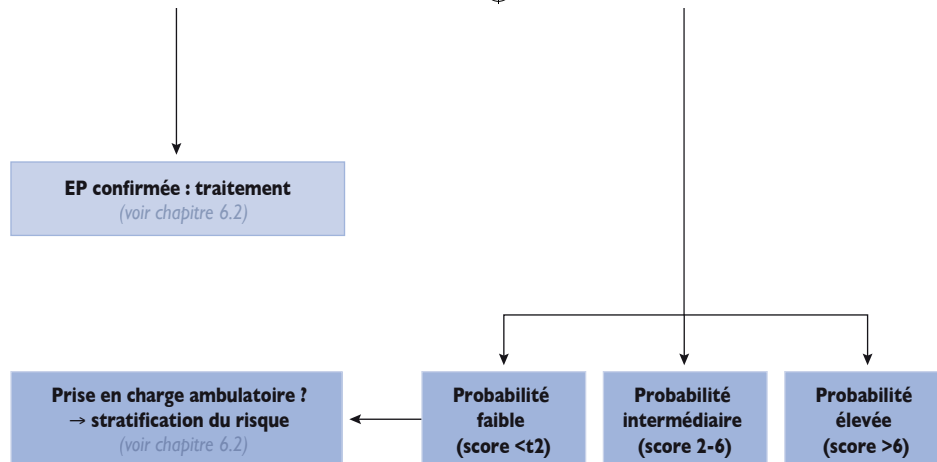 EP confirmée : traitement
(voir chapitre 6.2)
Prise en charge ambulatoire ?
→ stratification du risque
(voir chapitre 6.2)
Probabilité
faible
(score <t2)
Probabilité
intermédiaire
(score 2-6)
Probabilité
élevée
(score >6)